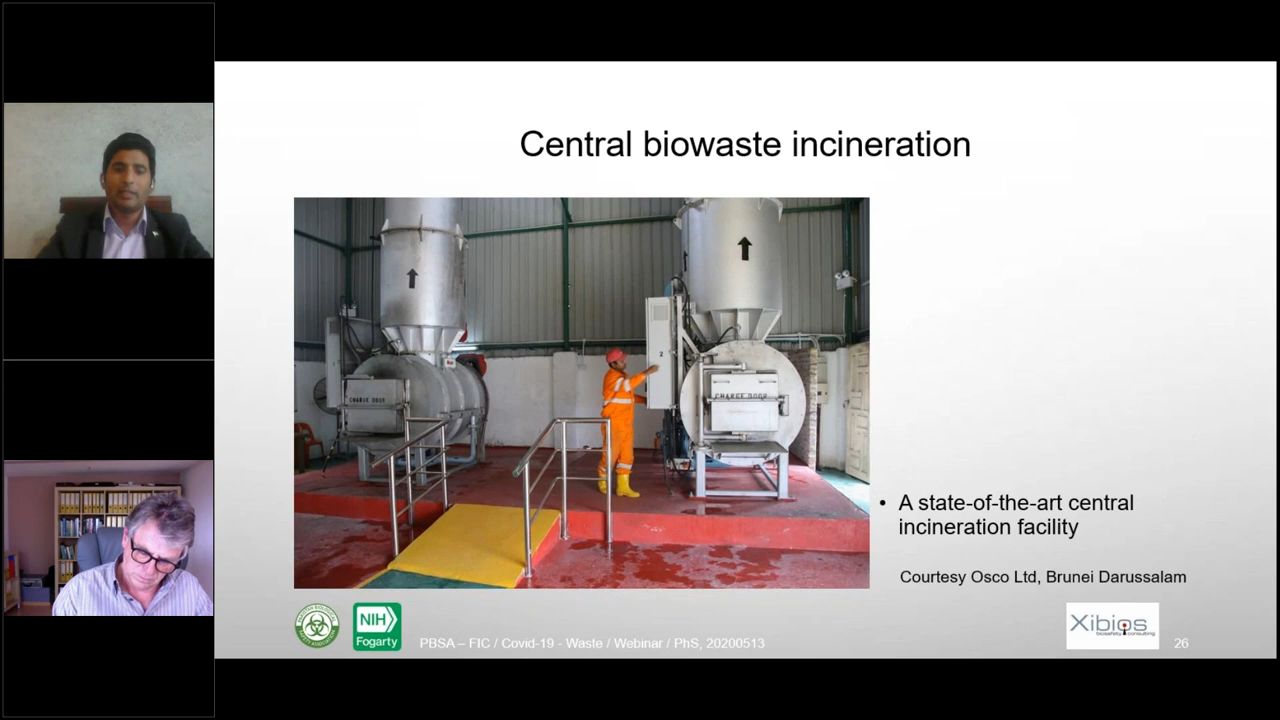 Central biowaste incineration
CHARGE DOOR
2
CHARGE DOOR
• A state-of-the-art central
incineration facility
Courtesy Osco Ltd, Brunei Darussalam
NIH
Fogarty
PBSA – FIC / Covid-19 - Waste / Webinar / PhS, 20200513
Xibios
biosafety consulting
26